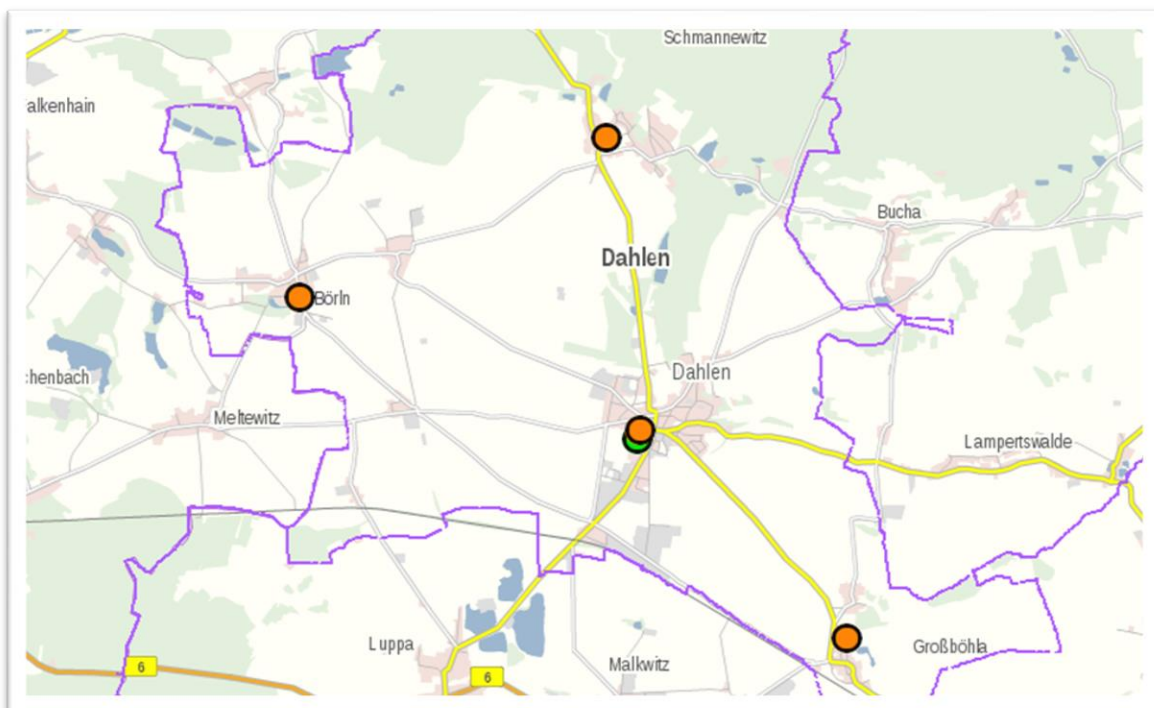 Schmannewitz
alkenhain
Bucha
Dahlen
Börln
Dahlen
chenbach
Meltewitz
Lampertswalde
Luppa
Großböhla
Malkwitz
6
6